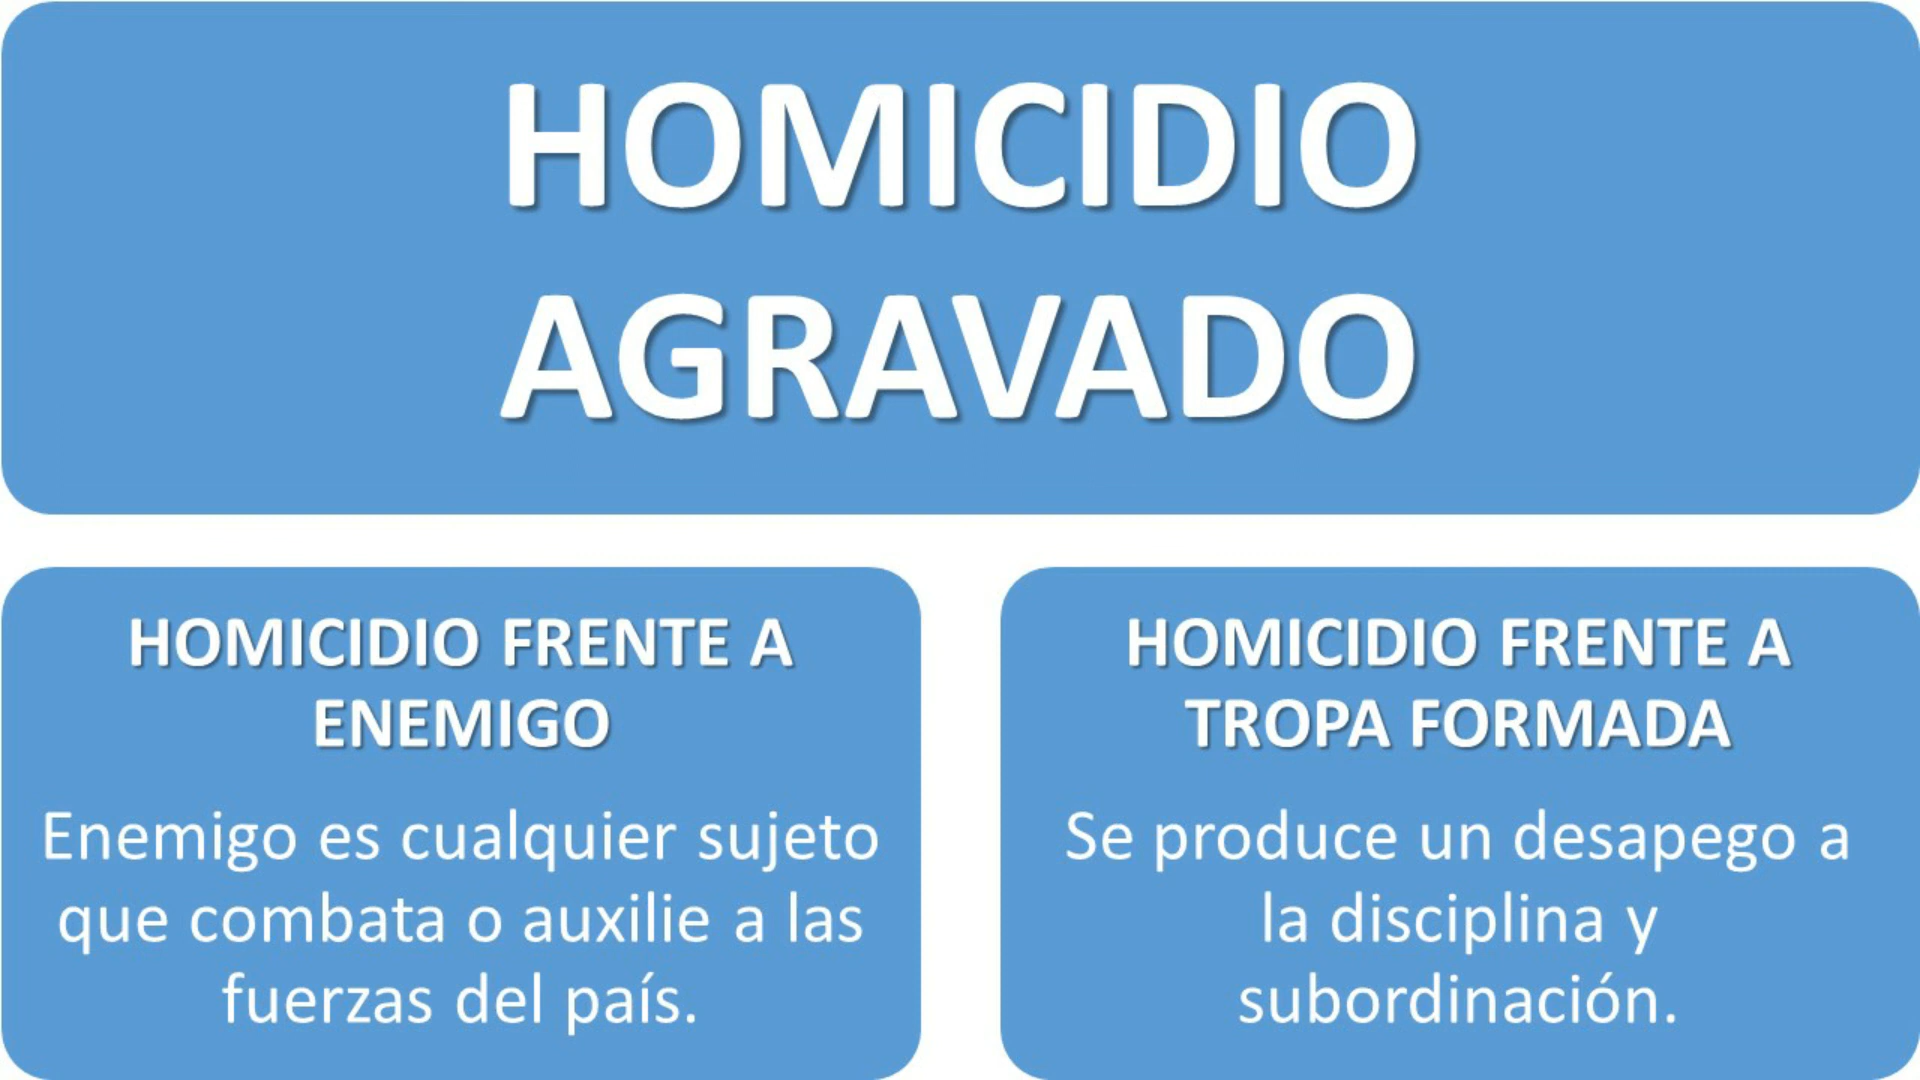 HOMICIDIO
AGRAVADO
HOMICIDIO FRENTE A
ENEMIGO
Enemigo es cualquier sujeto
que combata o auxilie a las
fuerzas del país.
HOMICIDIO FRENTE A
TROPA FORMADA
Se produce un desapego a
la disciplina y
subordinación.